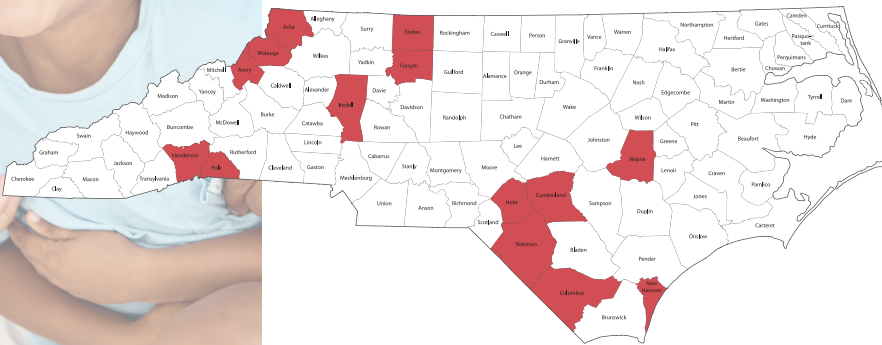 Ashe
Alleghany
Surry
Stokes
Rockingham
Caswell
Person
Granville
Vance
Warren
Northampton
Gates
Camden
Currituck
Pasquo-
tank
Perquimans
Chowan
Hertford
Halifax
Bertie
Watauga
Wilkes
Yadkin
Forsyth
Guilford
Alamance
Orange
Durham
Franklin
Nash
Edgecombe
Martin
Washington
Tyrrell
Dare
Mitchell
Avery
Caldwell
Alexander
Iredell
Davie
Davidson
Randolph
Chatham
Wake
Wilson
Pitt
Beaufort
Hyde
Madison
Yancey
McDowell
Burke
Catawba
Rowan
Lincoln
Johnston
Wayne
Greene
Lenoir
Craven
Pamlico
Swain
Haywood
Buncombe
Graham
Jackson
Henderson
Polk
Rutherford
Cleveland
Gaston
Cabarrus
Stanly
Montgomery
Moore
Lee
Harnett
Mecklenburg
Cherokee
Clay
Macon
Transylvania
Union
Anson
Richmond
Scotland
Hoke
Cumberland
Sampson
Duplin
Jones
Carteret
Onslow
Robeson
Bladen
Pender
Columbus
New
Hanover
Brunswick